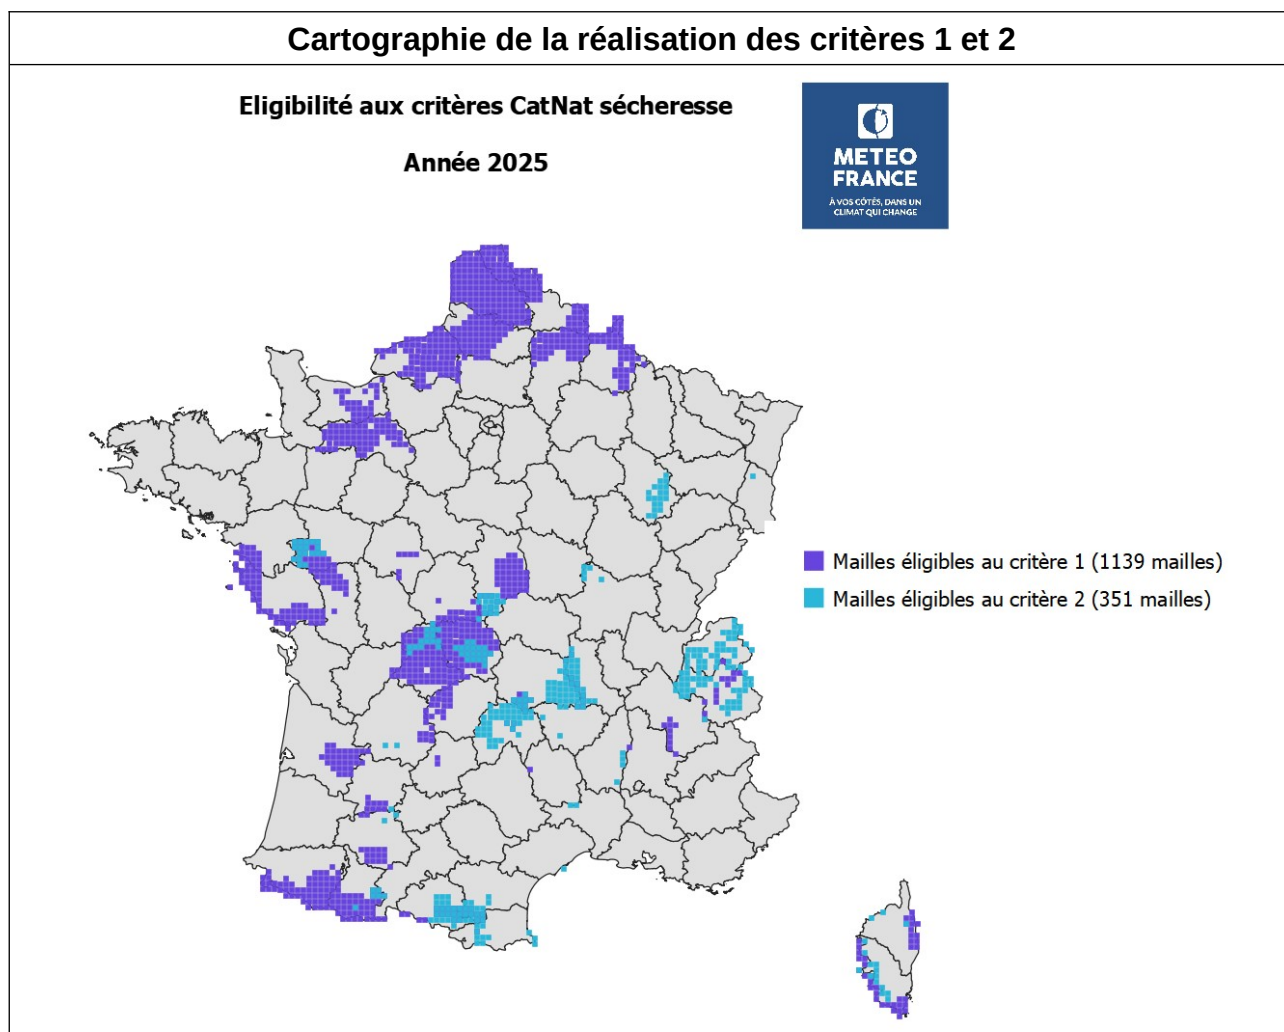 Cartographie de la réalisation des critères 1 et 2
Eligibilité aux critères CatNat sécheresse
Année 2025
METEO
FRANCE
À VOS CÔTÉS, DANS UN
CLIMAT QUI CHANGE
Mailles éligibles au critère 1 (1139 mailles)
Mailles éligibles au critère 2 (351 mailles)